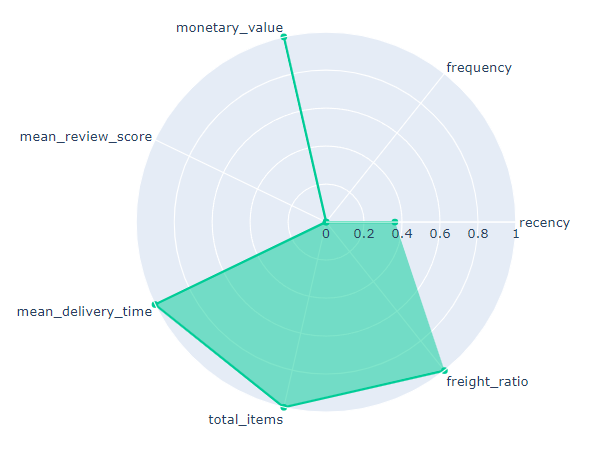 monetary_value
frequency
mean_review_score
recency
0 0.2 0.4 0.6 0.8 1
mean_delivery_time
freight_ratio
total_items